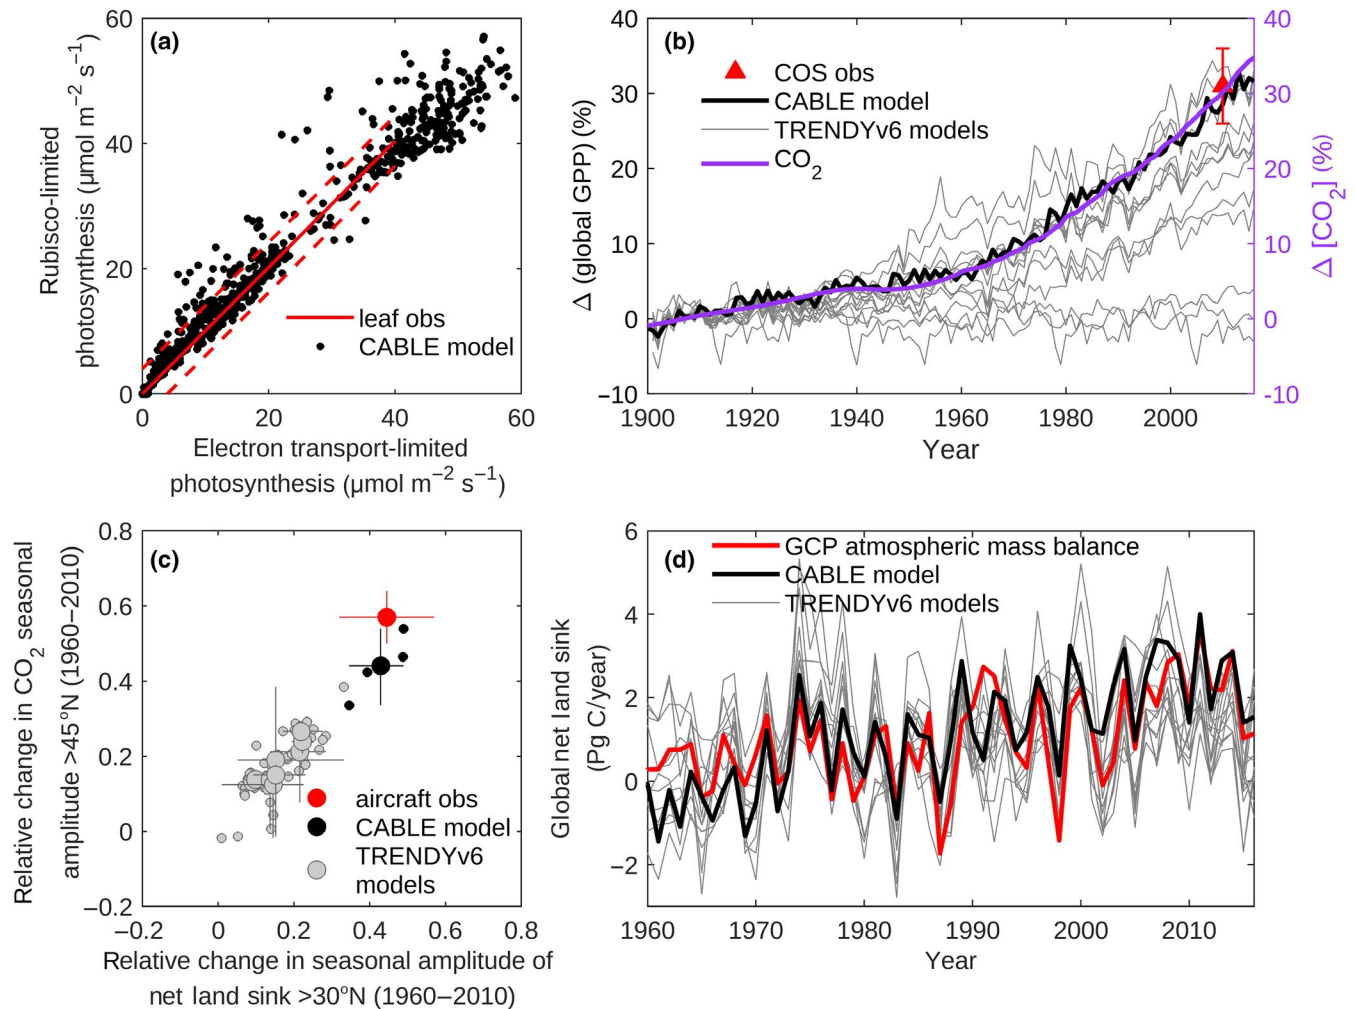 (a)
60
40
20
0
0
20
40
60
Rubisco-limited
photosynthesis (µmol m⁻² s⁻¹)
leaf obs
CABLE model
Electron transport-limited
photosynthesis (µmol m⁻² s⁻¹)
(b)
40
30
20
10
0
−10
Δ (global GPP) (%)
COS obs
CABLE model
TRENDYv6 models
CO₂
40
30
20
10
0
-10
Δ [CO₂] (%)
1900
1920
1940
1960
1980
2000
Year
(c)
0.8
0.6
0.4
0.2
0
−0.2
Relative change in CO₂ seasonal
amplitude >45°N (1960−2010)
aircraft obs
CABLE model
TRENDYv6
models
−0.2
0
0.2
0.4
0.6
0.8
Relative change in seasonal amplitude of
net land sink >30°N (1960−2010)
(d)
6
4
2
0
−2
Global net land sink
(Pg C/year)
GCP atmospheric mass balance
CABLE model
TRENDYv6 models
1960
1970
1980
1990
2000
2010
Year